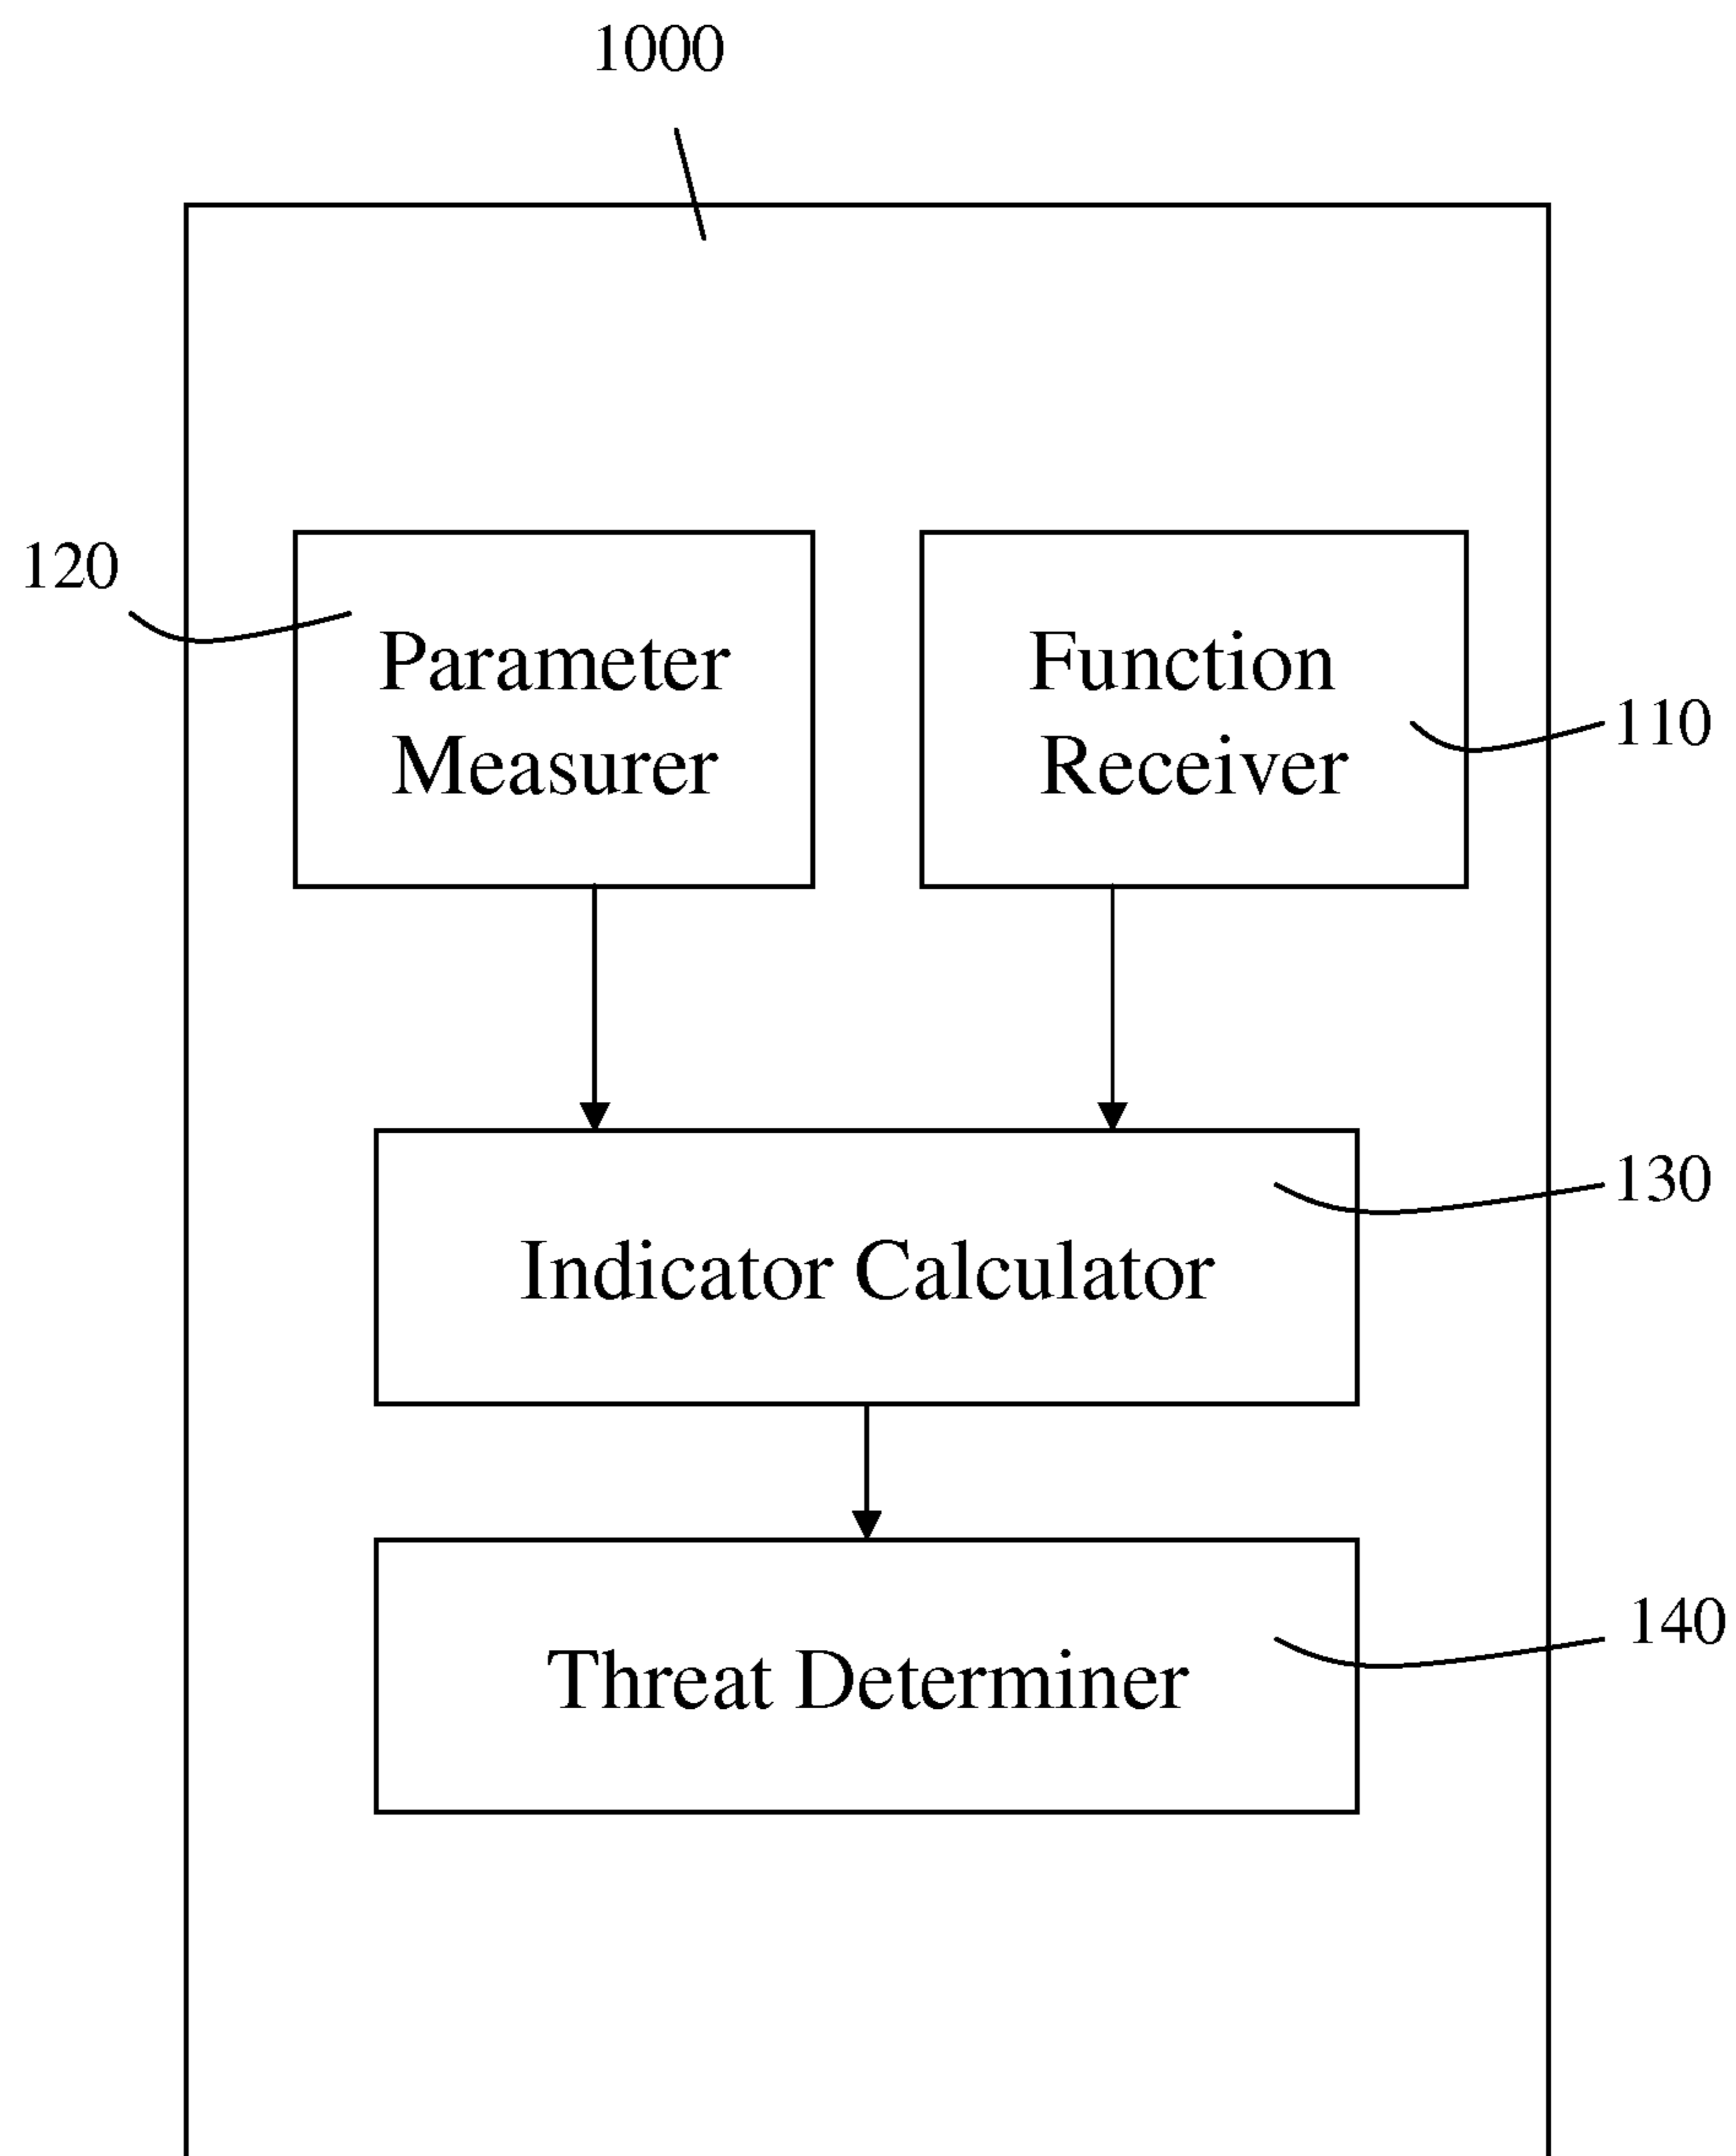 1000
120
Parameter
Measurer
Function
Receiver
110
130
Indicator Calculator
140
Threat Determiner